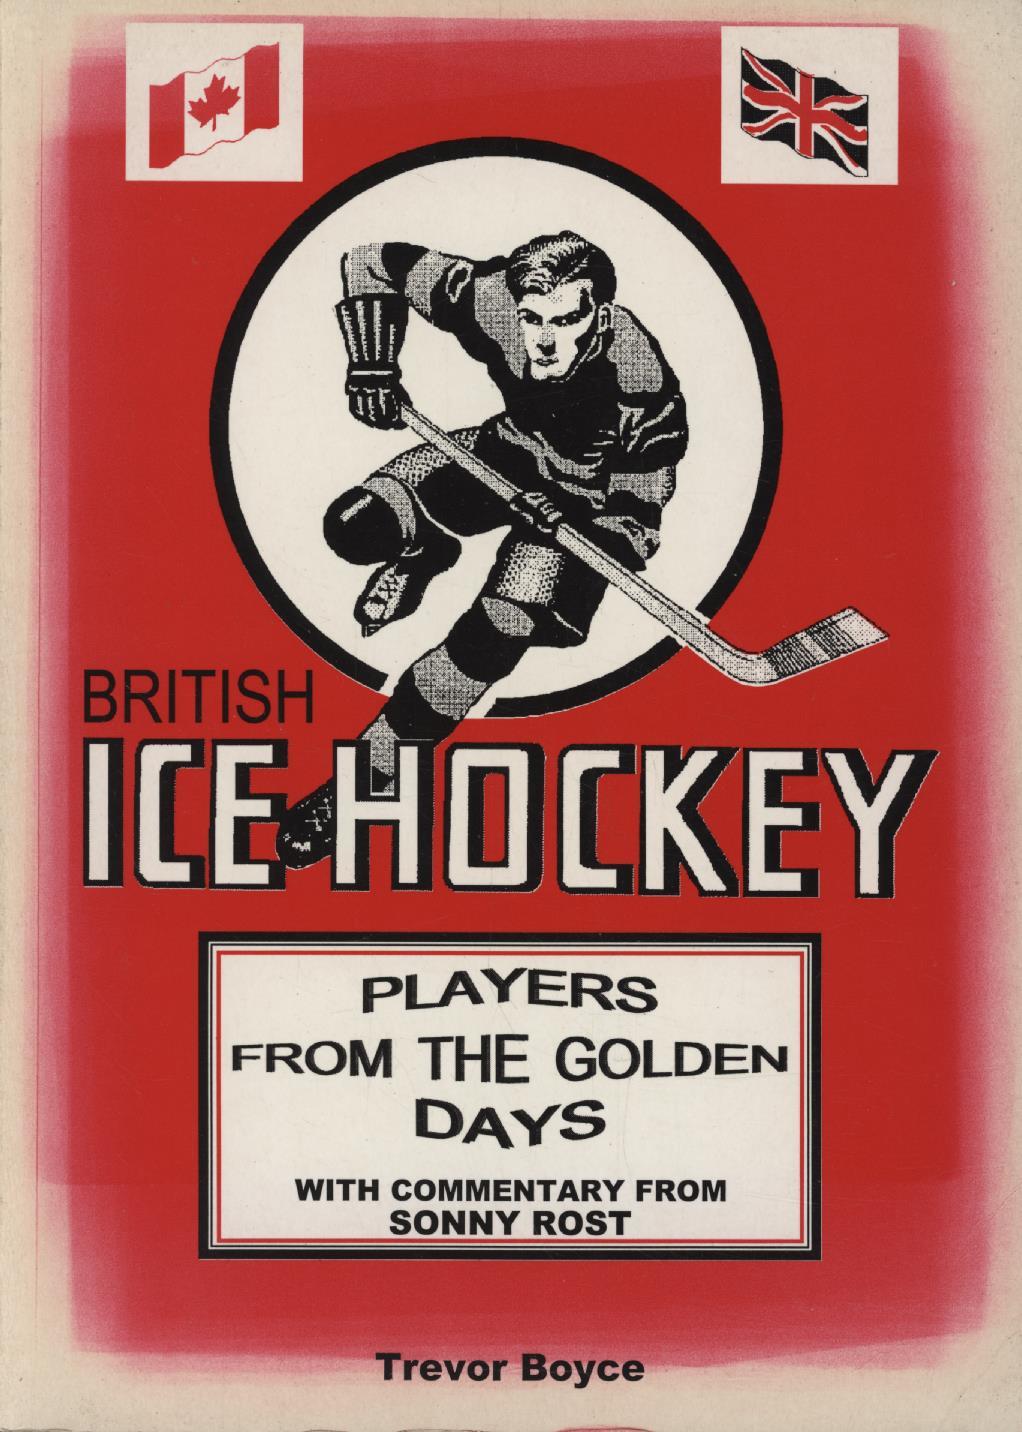 BRITISH
ICE HOCKEY
PLAYERS
FROM THE GOLDEN
DAYS
WITH COMMENTARY FROM
SONNY ROST
Trevor Boyce